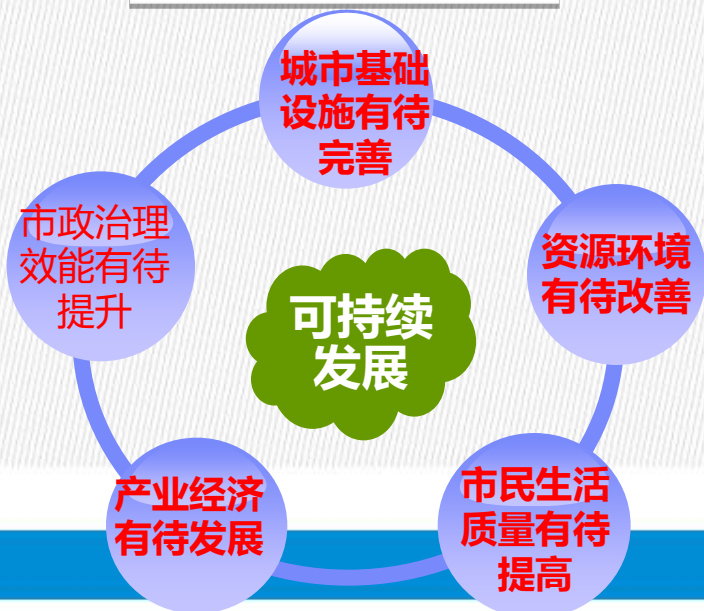 城市基础
设施有待
完善
资源环境
有待改善
市民生活
质量有待
提高
产业经济
有待发展
市政治理
效能有待
提升
可持续
发展